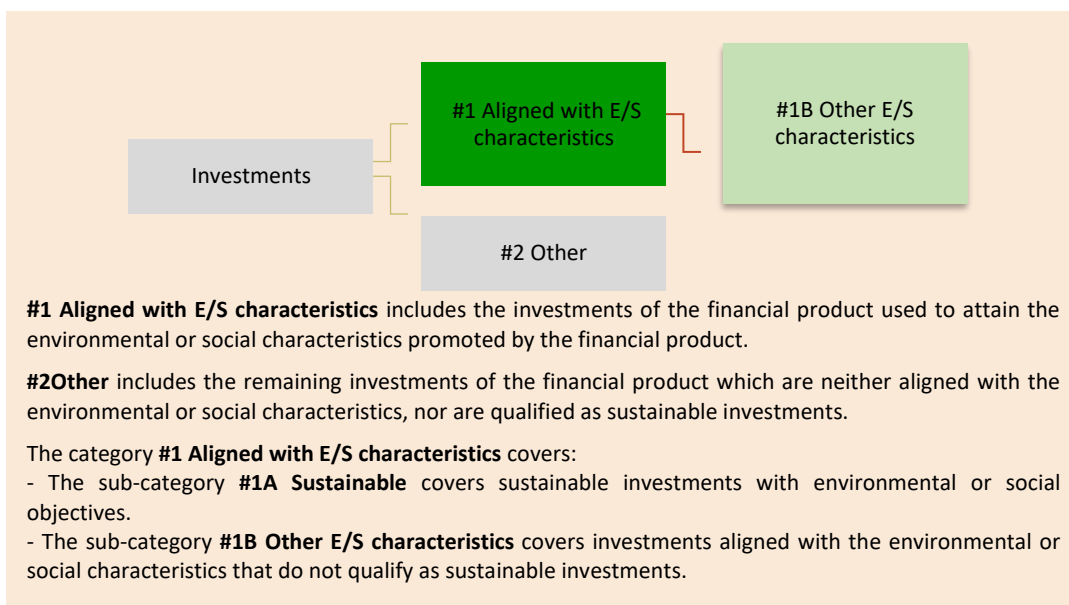 #1 Aligned with E/S
characteristics
#1B Other E/S
characteristics
Investments
#2 Other
#1 Aligned with E/S characteristics includes the investments of the financial product used to attain the
environmental or social characteristics promoted by the financial product.
#2Other includes the remaining investments of the financial product which are neither aligned with the
environmental or social characteristics, nor are qualified as sustainable investments.
The category #1 Aligned with E/S characteristics covers:
- The sub-category #1A Sustainable covers sustainable investments with environmental or social
objectives.
- The sub-category #1B Other E/S characteristics covers investments aligned with the environmental or
social characteristics that do not qualify as sustainable investments.